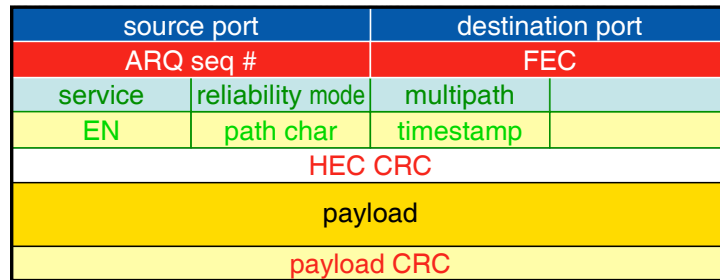 source port destination port
ARQ seq # FEC
service reliability mode multipath
EN path char timestamp
HEC CRC
payload
payload CRC